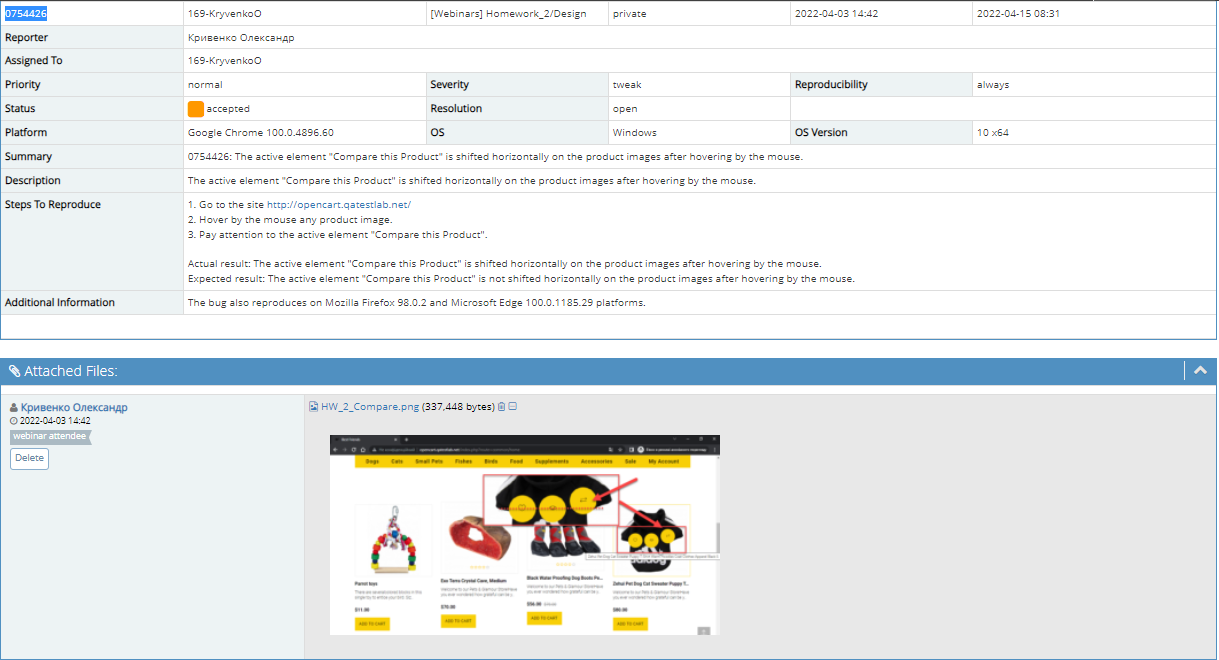 0754426 169-KryvenkoO [Webinars] Homework_2/Design private 2022-04-03 14:42 2022-04-15 08:31
Reporter Кривенко Олександр
Assigned To 169-KryvenkoO
Priority normal Severity tweak Reproducibility always
Status accepted Resolution open
Platform Google Chrome 100.0.4896.60 OS Windows OS Version 10 x64
Summary 0754426: The active element "Compare this Product" is shifted horizontally on the product images after hovering by the mouse.
Description The active element "Compare this Product" is shifted horizontally on the product images after hovering by the mouse.
Steps To Reproduce 1. Go to the site http://opencart.qatestlab.net/
2. Hover by the mouse any product image.
3. Pay attention to the active element "Compare this Product".
Actual result: The active element "Compare this Product" is shifted horizontally on the product images after hovering by the mouse.
Expected result: The active element "Compare this Product" is not shifted horizontally on the product images after hovering by the mouse.
Additional Information The bug also reproduces on Mozilla Firefox 98.0.2 and Microsoft Edge 100.0.1185.29 platforms.
Attached Files:
Кривенко Олександр
2022-04-03 14:42
webinar attendee
Delete
HW_2_Compare.png (337,448 bytes)
Dogs Cats Small Pets Fishes Birds Food Supplements Accessories Sale My Account
Parrot toys Exo Terra Crystal Cave, Medium Black Water Proofing Dog Boots Po... Zehui Pet Dog Cat Sweater Puppy T...
$11.00 $70.00 $56.00 $80.00
ADD TO CART ADD TO CART ADD TO CART ADD TO CART